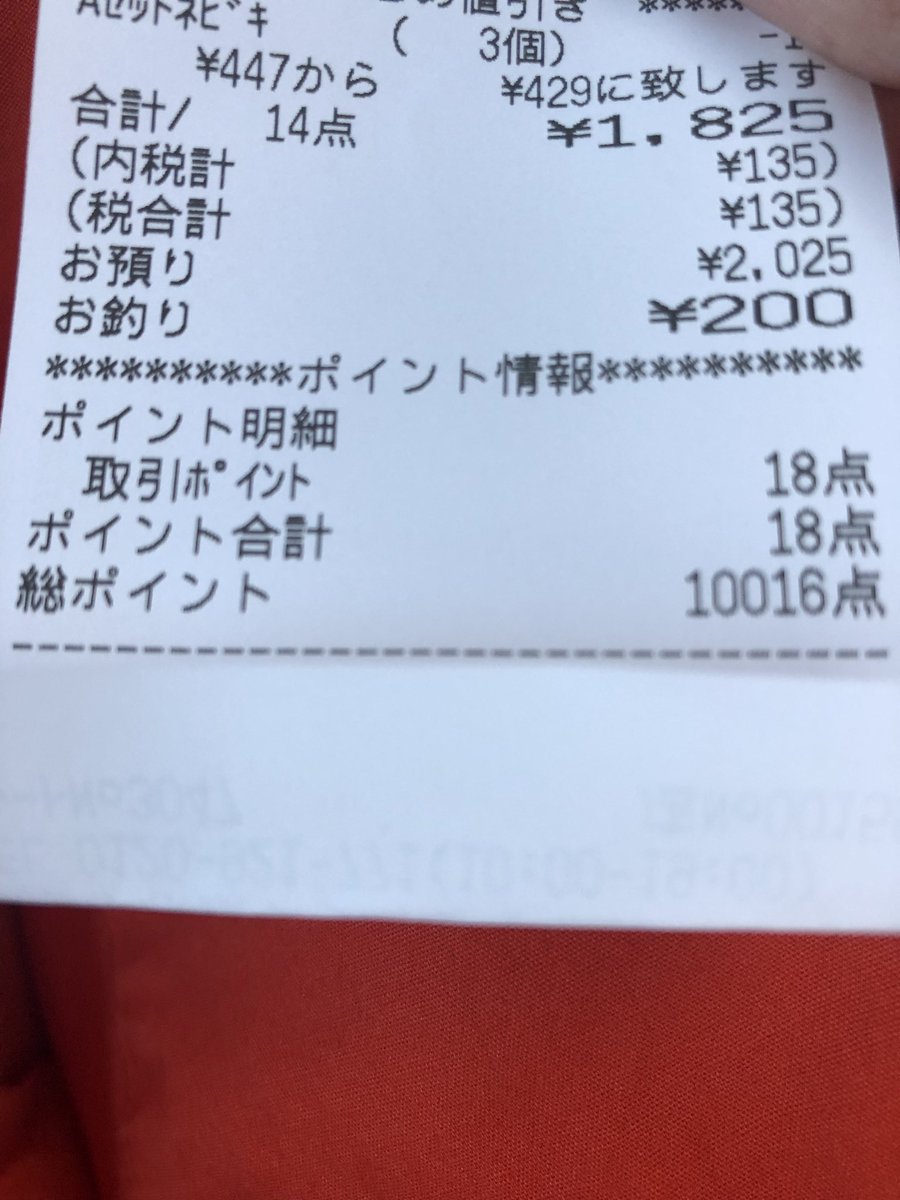 Aセットネビキ
値引き *****
( 3個)
¥447から ¥429に致します
合計/ 14点 ¥1,825
(内税計 ¥135)
(税合計 ¥135)
お預り ¥2,025
お釣り ¥200
**********ポイント情報**********
ポイント明細
取引ポイント 18点
ポイント合計 18点
総ポイント 10016点